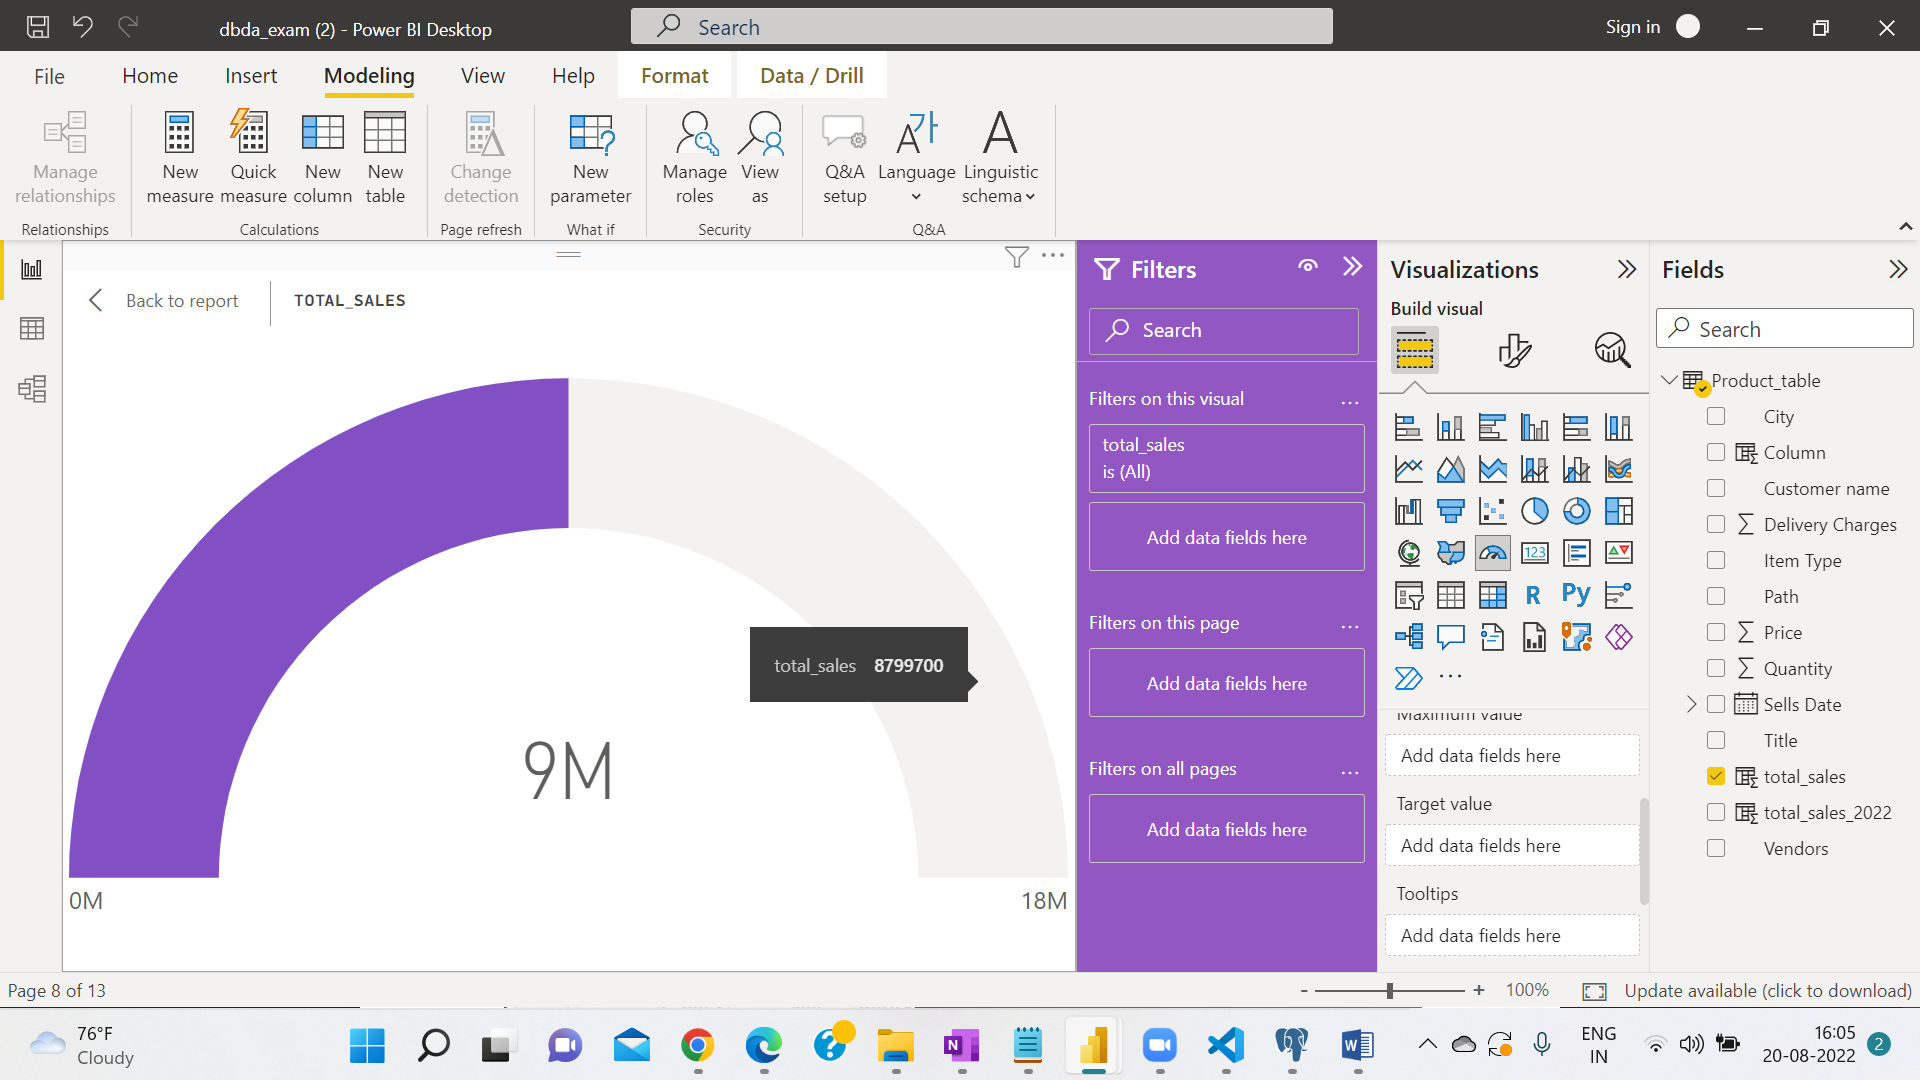 dbda_exam (2) - Power BI Desktop
Search
Sign in
File Home Insert Modeling View Help Format Data / Drill
Manage relationships
New measure
Quick measure
New column
New table
Change detection
New parameter
Manage roles
View as
Q&A setup
Language
Linguistic schema
Relationships Calculations Page refresh What if Security Q&A
Back to report
TOTAL_SALES
total_sales 8799700
9M
0M
18M
Filters
Search
Filters on this visual
total_sales
is (All)
Add data fields here
Filters on this page
Add data fields here
Filters on all pages
Add data fields here
Visualizations
Build visual
123
R
Py
Maximum value
Add data fields here
Target value
Add data fields here
Tooltips
Add data fields here
Fields
Search
Product_table
City
Column
Customer name
Delivery Charges
Item Type
Path
Price
Quantity
Sells Date
Title
total_sales
total_sales_2022
Vendors
Page 8 of 13
- + 100%
Update available (click to download)
76°F
Cloudy
ENG
IN
16:05
20-08-2022
2